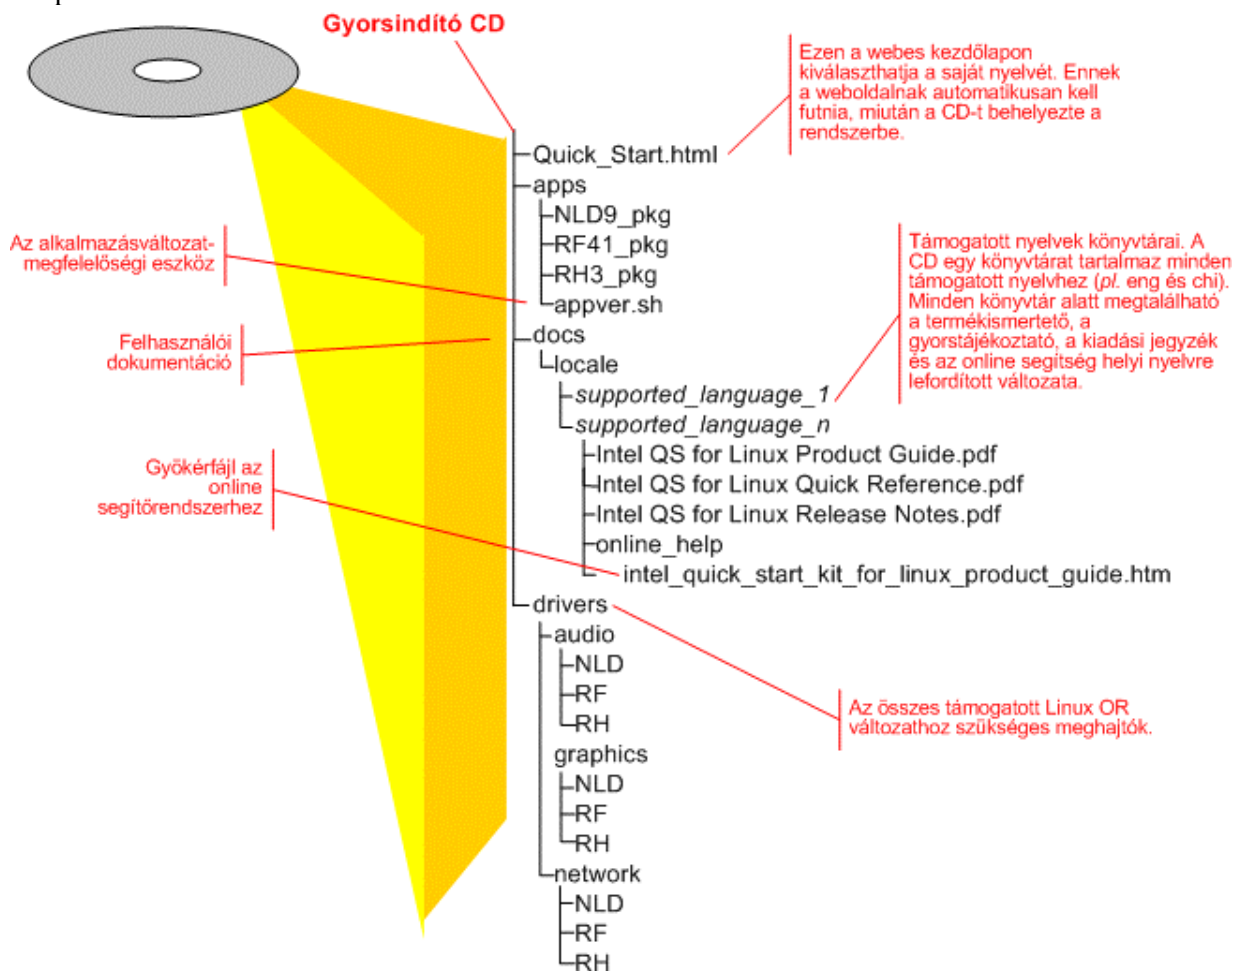 Gyorsindító CD
Ezen a webes kezdőlapon
kiválaszthatja a saját nyelvét. Ennek
a weboldalnak automatikusan kell
futnia, miután a CD-t behelyezte a
rendszerbe.
Quick_Start.html
apps
NLD9_pkg
RF41_pkg
RH3_pkg
appver.sh
Az alkalmazásváltozat-
megfelelőségi eszköz
Támogatott nyelvek könyvtárai. A
CD egy könyvtárat tartalmaz minden
támogatott nyelvhez (pl. eng és chi).
Minden könyvtár alatt megtalálható
a termékismertető, a
gyorstájékoztató, a kiadási jegyzék
és az online segítség helyi nyelvre
lefordított változata.
Felhasználói
dokumentáció
docs
locale
supported_language_1
supported_language_n
Intel QS for Linux Product Guide.pdf
Intel QS for Linux Quick Reference.pdf
Intel QS for Linux Release Notes.pdf
online_help
intel_quick_start_kit_for_linux_product_guide.htm
Gyökérfájl az
online
segítőrendszerhez
drivers
audio
NLD
RF
RH
graphics
NLD
RF
RH
network
NLD
RF
RH
Az összes támogatott Linux OR
változathoz szükséges meghajtók.